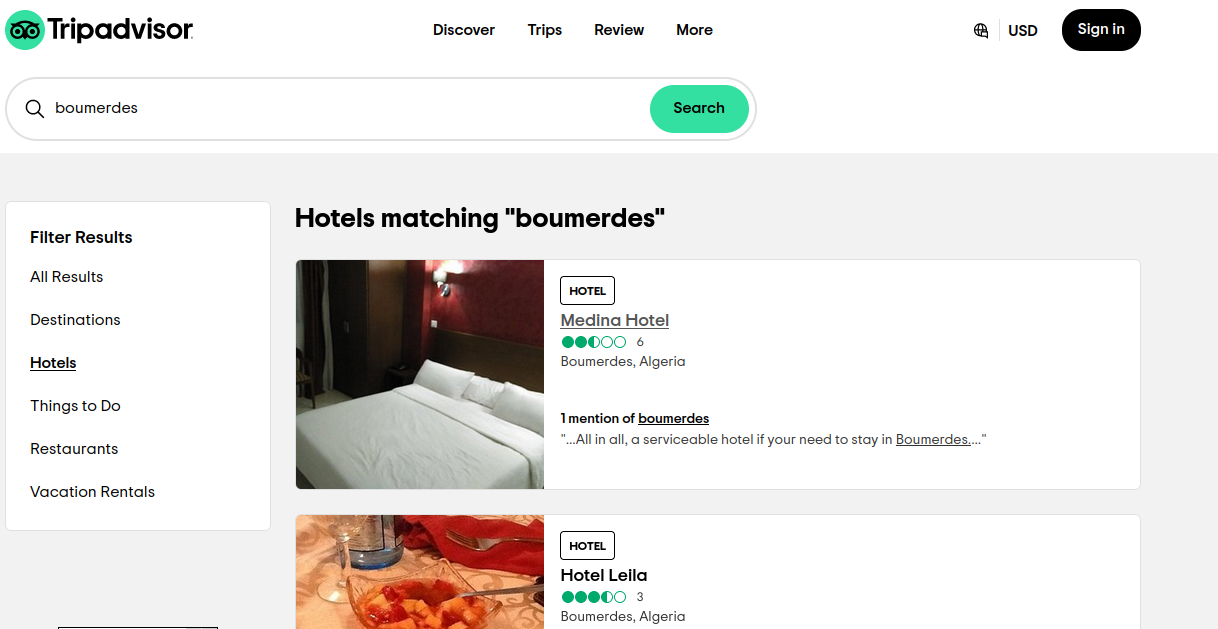 Tripadvisor
Discover Trips Review More
USD Sign in
boumerdes Search
Filter Results
All Results
Destinations
Hotels
Things to Do
Restaurants
Vacation Rentals
Hotels matching "boumerdes"
HOTEL
Medina Hotel
6
Boumerdes, Algeria
1 mention of boumerdes
"...All in all, a serviceable hotel if your need to stay in Boumerdes...."
HOTEL
Hotel Leila
3
Boumerdes, Algeria